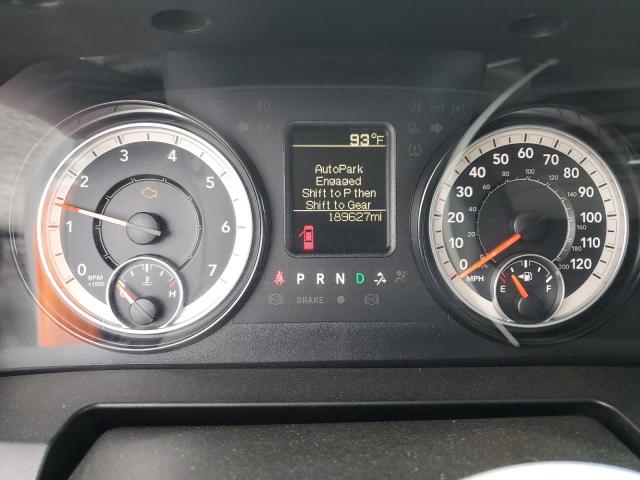 93°F
AutoPark
Engaged
Shift to P then
Shift to Gear
189627mi
0 1 2 3 4 5 6 7
RPM
x1000
C H
P R N D
BRAKE
0 10 20 30 40 50 60 70 80 90 100 110 120
MPH
E F